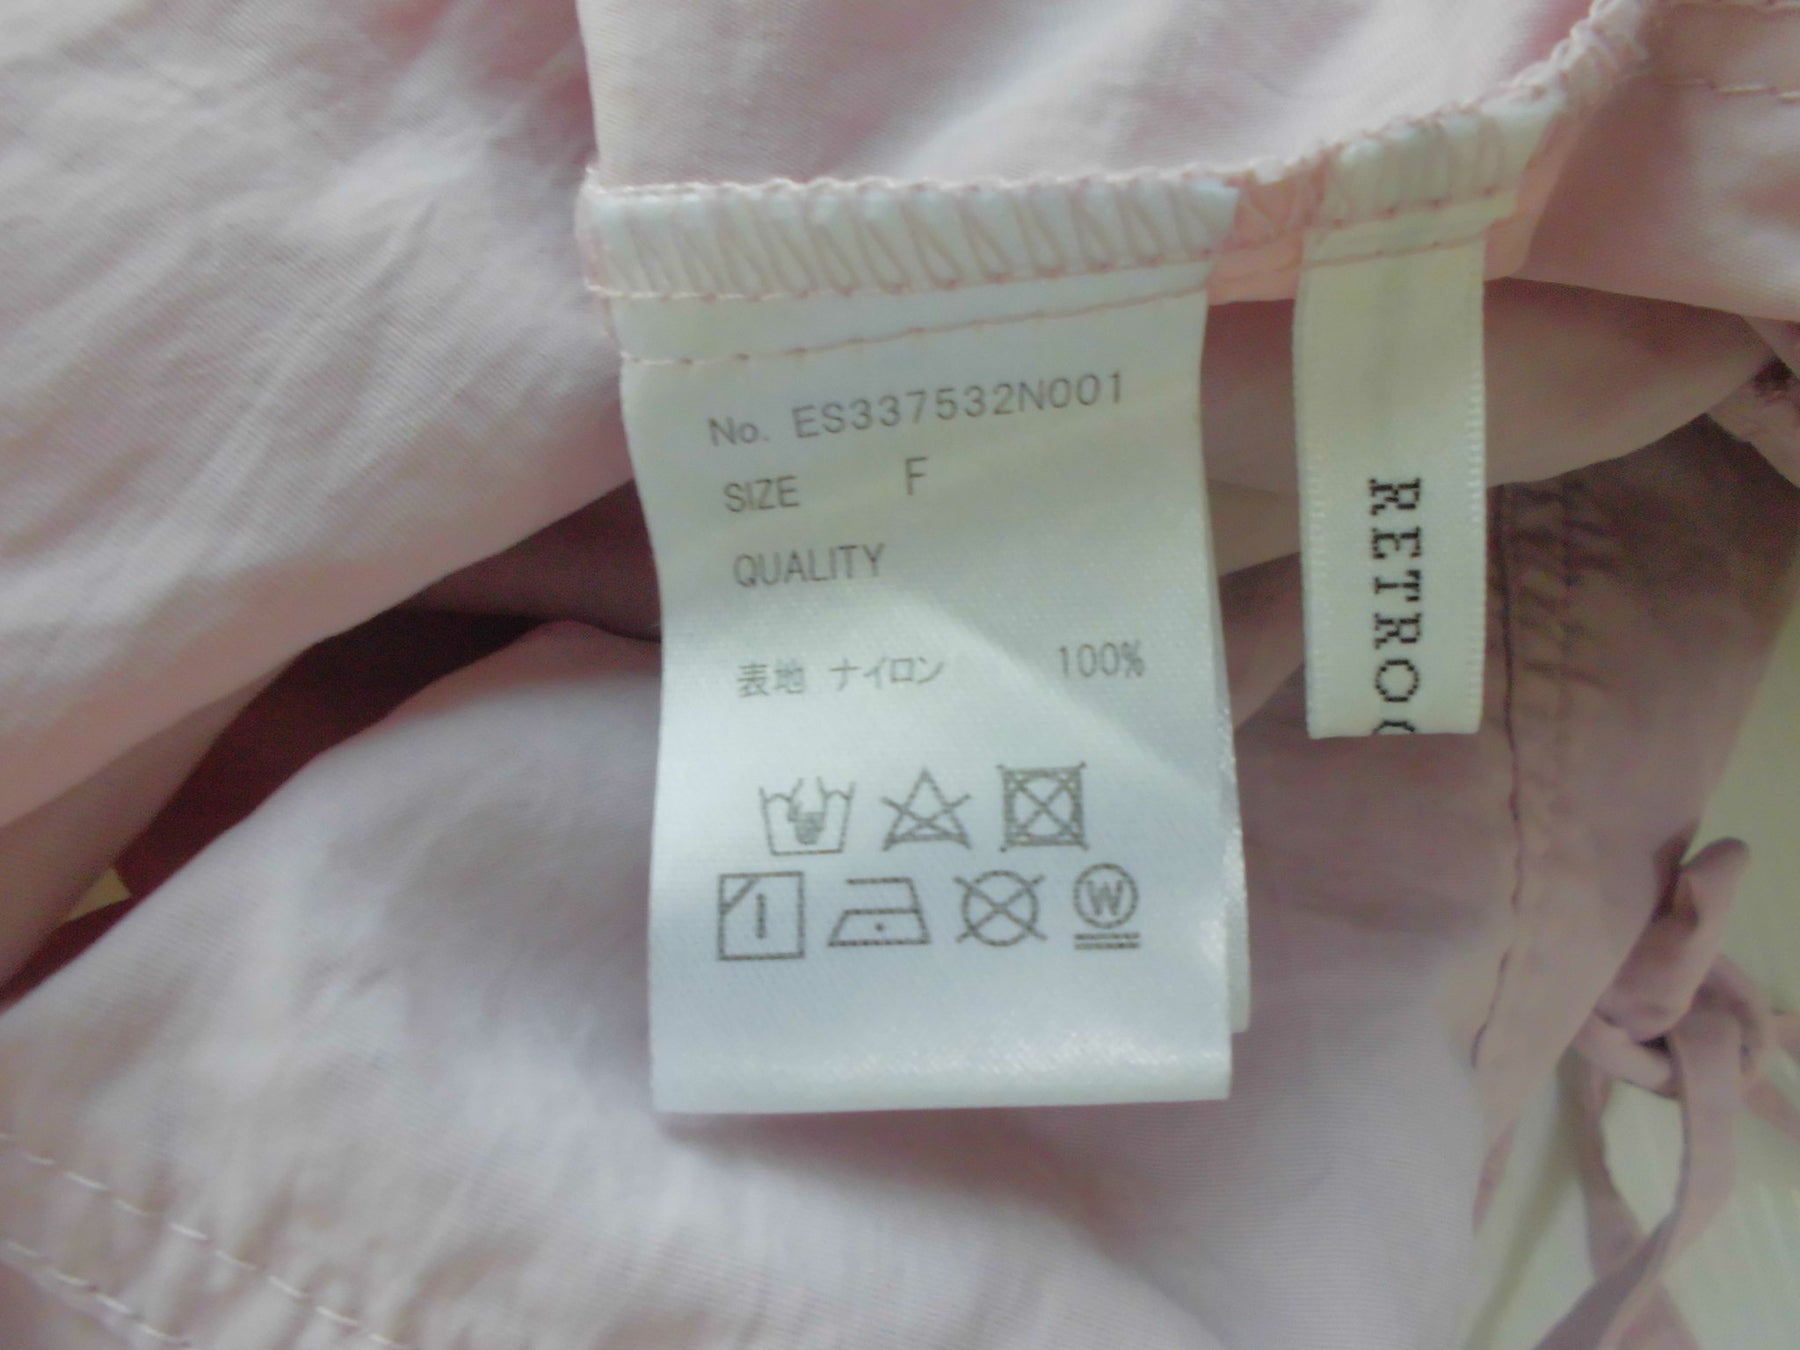 No. ES337532N001
SIZE F
QUALITY
表地 ナイロン 100%
W
RETRO